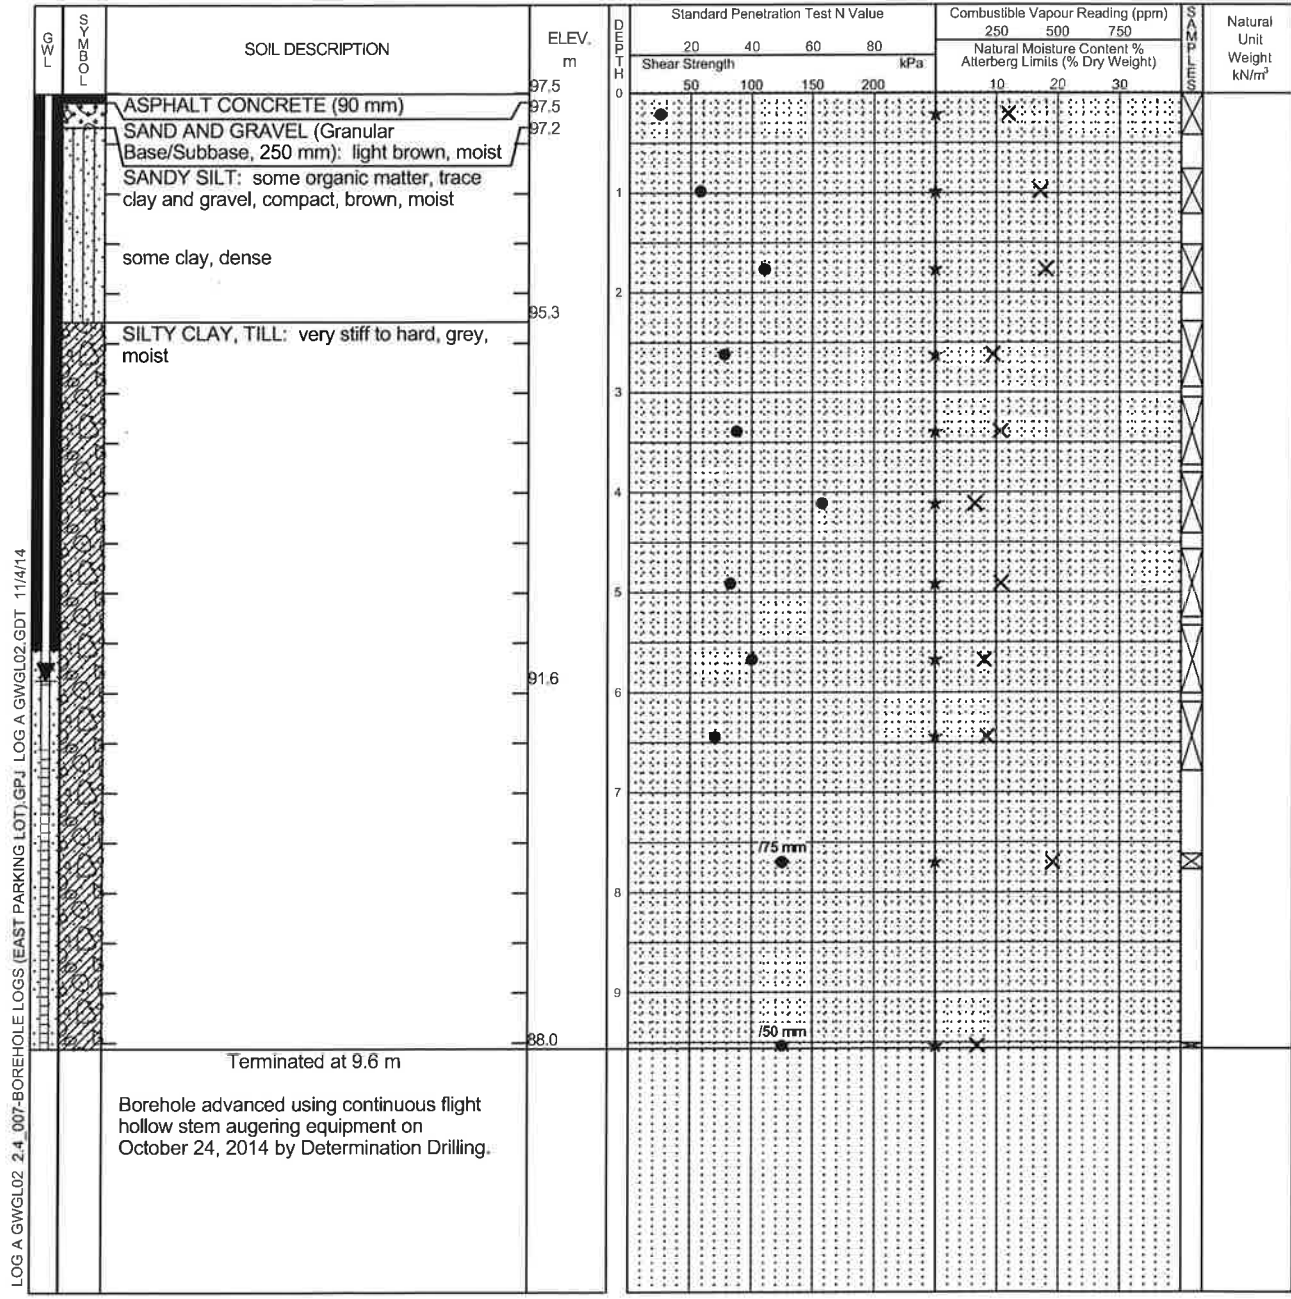 GWL
SYMBOL
SOIL DESCRIPTION
ELEV.
m
DEPTH
Standard Penetration Test N Value
20 40 60 80
Shear Strength kPa
50 100 150 200
Combustible Vapour Reading (ppm)
250 500 750
Natural Moisture Content %
Atterberg Limits (% Dry Weight)
10 20 30
SAMPLES
Natural
Unit
Weight
kN/m³
97.5
0
ASPHALT CONCRETE (90 mm)
97.5
SAND AND GRAVEL (Granular
97.2
Base/Subbase, 250 mm): light brown, moist
SANDY SILT: some organic matter, trace
clay and gravel, compact, brown, moist
1
some clay, dense
2
95.3
SILTY CLAY, TILL: very stiff to hard, grey,
moist
3
4
5
91.6
6
7
/75 mm
8
9
/50 mm
88.0
Terminated at 9.6 m
Borehole advanced using continuous flight
hollow stem augering equipment on
October 24, 2014 by Determination Drilling.
LOG A GWGL02 2.4_007-BOREHOLE LOGS (EAST PARKING LOT).GPJ LOG A GWGL02.GDT 11/4/14